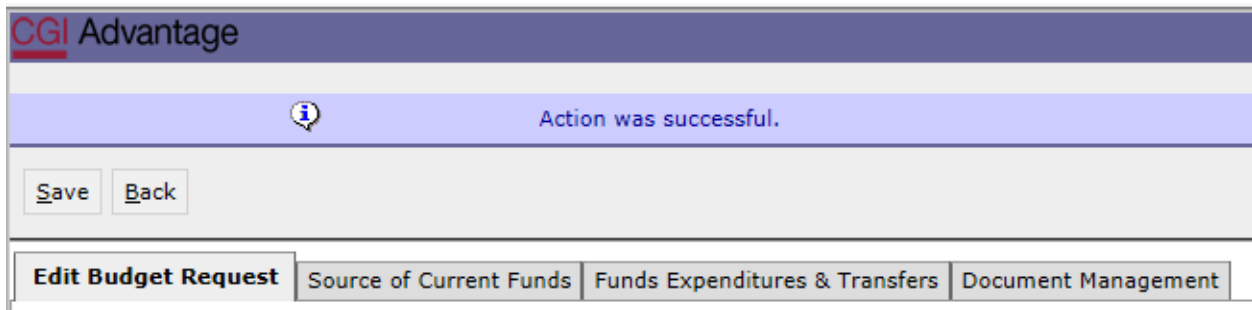 CGI Advantage
Action was successful.
Save Back
Edit Budget Request Source of Current Funds Funds Expenditures & Transfers Document Management